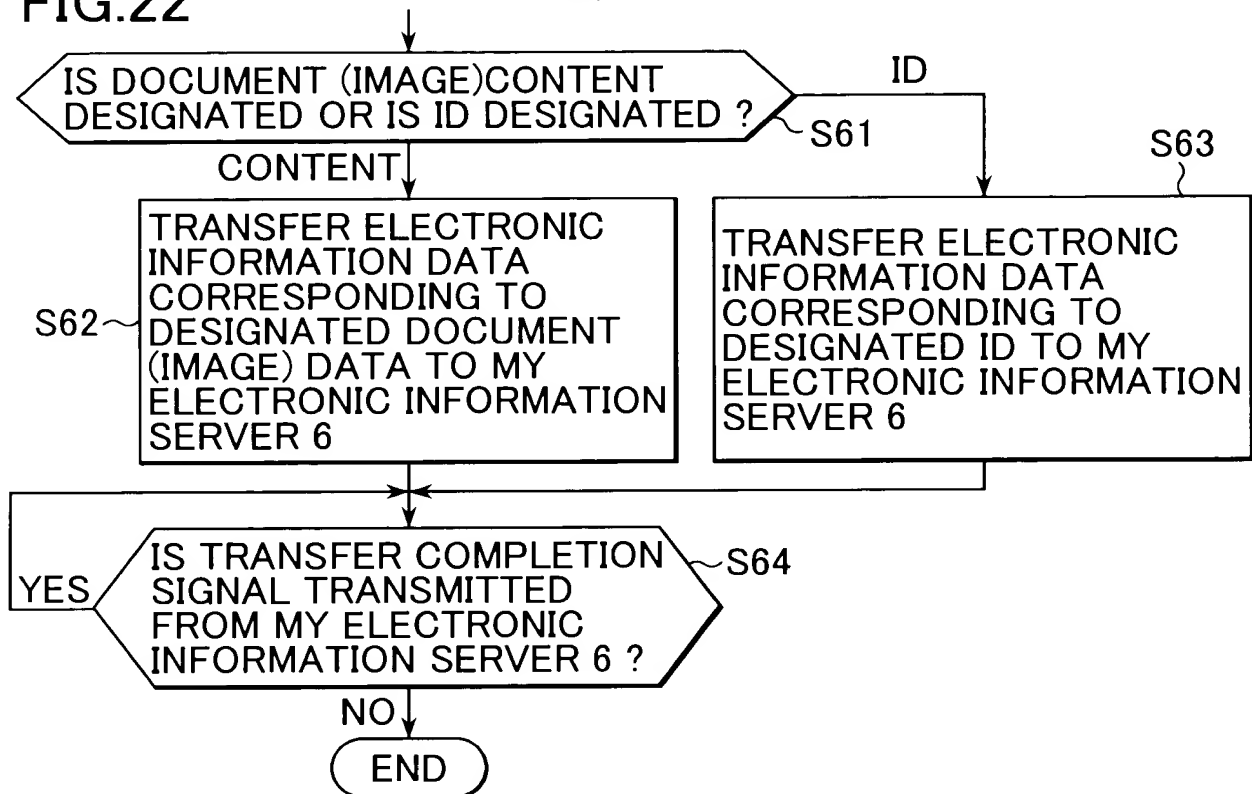 FIG.22
IS DOCUMENT (IMAGE)CONTENT
DESIGNATED OR IS ID DESIGNATED ?
ID
S61
CONTENT
S63
TRANSFER ELECTRONIC
INFORMATION DATA
CORRESPONDING TO
DESIGNATED DOCUMENT
(IMAGE) DATA TO MY
ELECTRONIC INFORMATION
SERVER 6
S62
TRANSFER ELECTRONIC
INFORMATION DATA
CORRESPONDING TO
DESIGNATED ID TO MY
ELECTRONIC INFORMATION
SERVER 6
IS TRANSFER COMPLETION
SIGNAL TRANSMITTED
FROM MY ELECTRONIC
INFORMATION SERVER 6 ?
S64
YES
NO
END